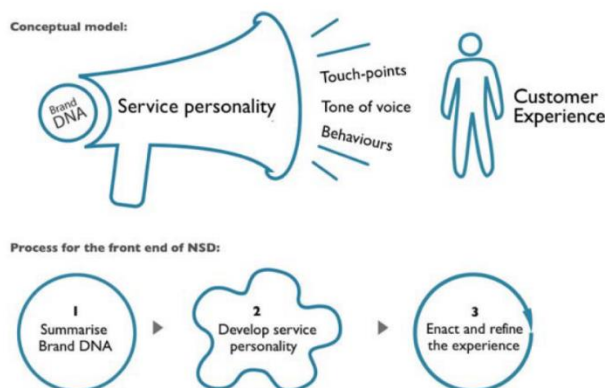 Conceptual model:
Brand
DNA
Service personality
Touch-points
Tone of voice
Behaviours
Customer
Experience
Process for the front end of NSD:
1
Summarise
Brand DNA
2
Develop service
personality
3
Enact and refine
the experience